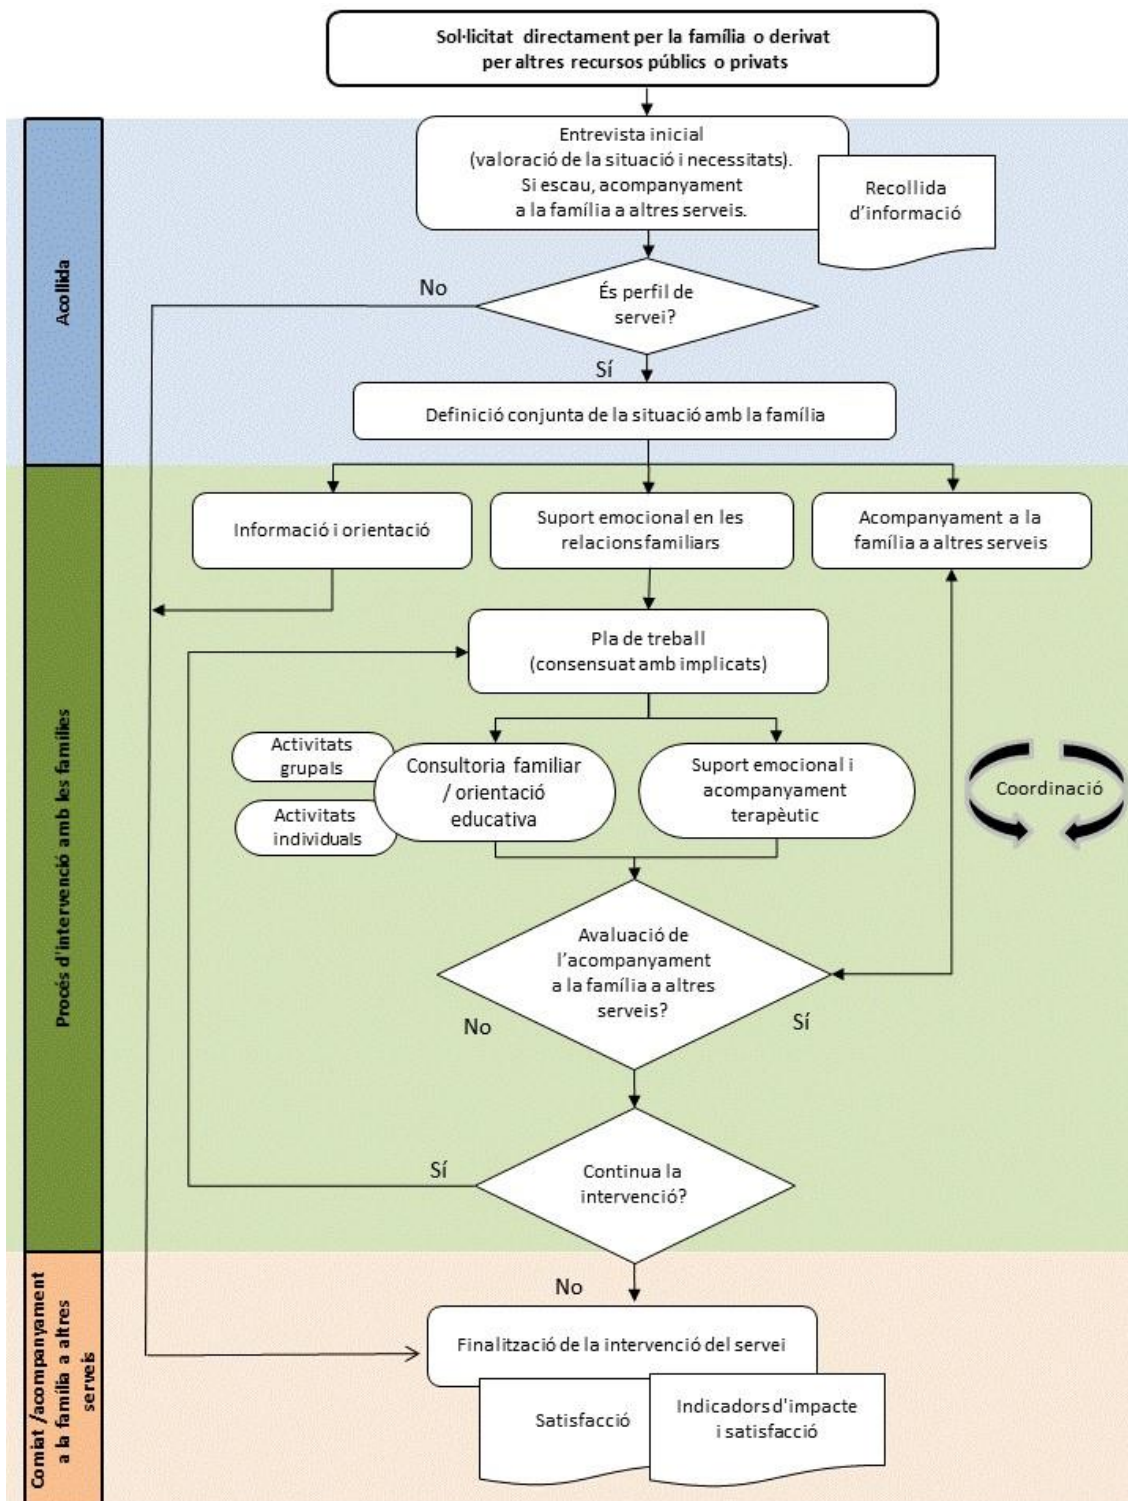 Sol·licitat directament per la família o derivat
per altres recursos públics o privats
Acollida
Entrevista inicial
(valoració de la situació i necessitats).
Si escau, acompanyament
a la família a altres serveis.
Recollida
d'informació
És perfil de
servei?
No
Sí
Definició conjunta de la situació amb la família
Procés d'intervenció amb les famílies
Informació i orientació
Suport emocional en les
relacions familiars
Acompanyament a la
família a altres serveis
Pla de treball
(consensuat amb implicats)
Activitats
grupals
Activitats
individuals
Consultoria familiar
/ orientació
educativa
Suport emocional i
acompanyament
terapèutic
Coordinació
Avaluació de
l'acompanyament
a la família a altres
serveis?
No
Sí
Continua la
intervenció?
Sí
No
Comiat /acompanyament
a la família a altres
serveis
Finalització de la intervenció del servei
Satisfacció
Indicadors d'impacte
i satisfacció